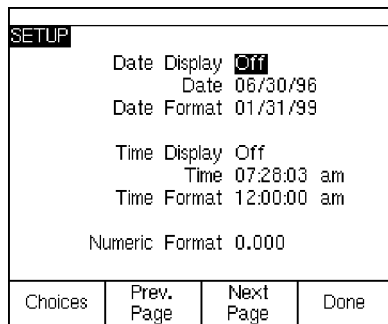 SETUP
Date Display Off
Date 06/30/96
Date Format 01/31/99
Time Display Off
Time 07:28:03 am
Time Format 12:00:00 am
Numeric Format 0.000
Choices
Prev. Page
Next Page
Done